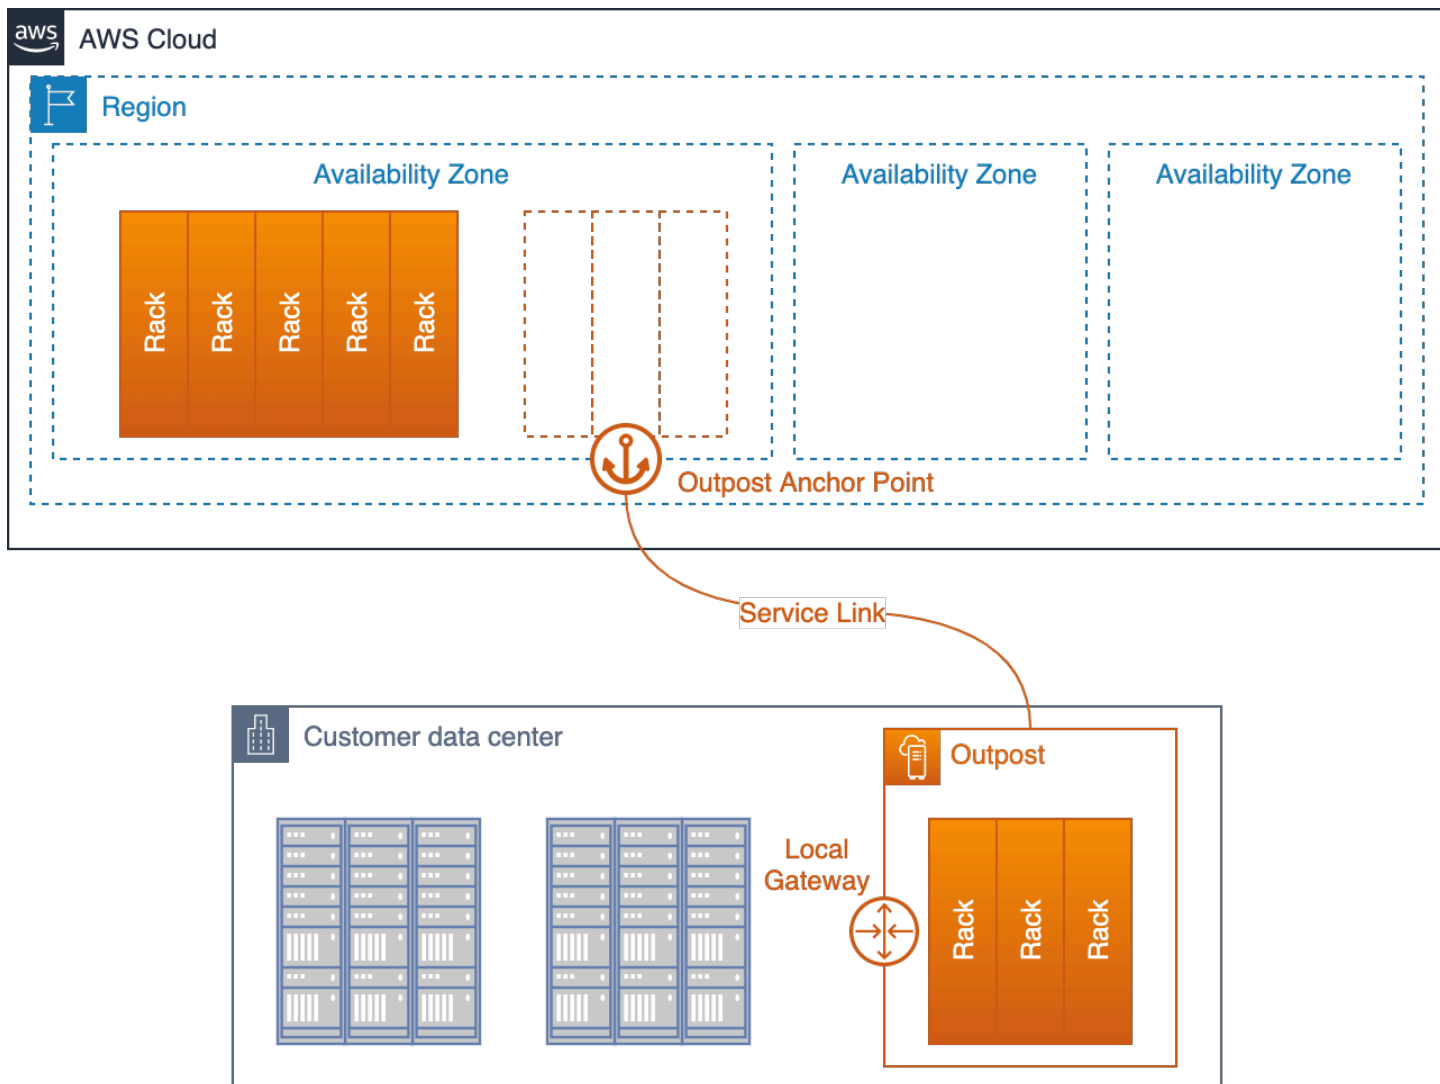 aws
AWS Cloud
Region
Availability Zone
Availability Zone
Availability Zone
Rack
Rack
Rack
Rack
Rack
Outpost Anchor Point
Service Link
Customer data center
Outpost
Local
Gateway
Rack
Rack
Rack